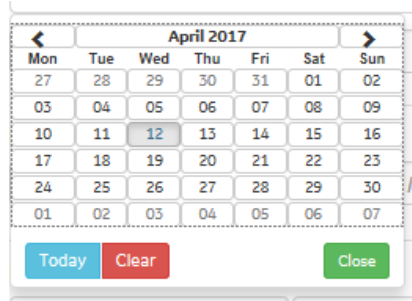 April 2017
Mon Tue Wed Thu Fri Sat Sun
27 28 29 30 31 01 02
03 04 05 06 07 08 09
10 11 12 13 14 15 16
17 18 19 20 21 22 23
24 25 26 27 28 29 30
01 02 03 04 05 06 07
Today Clear Close